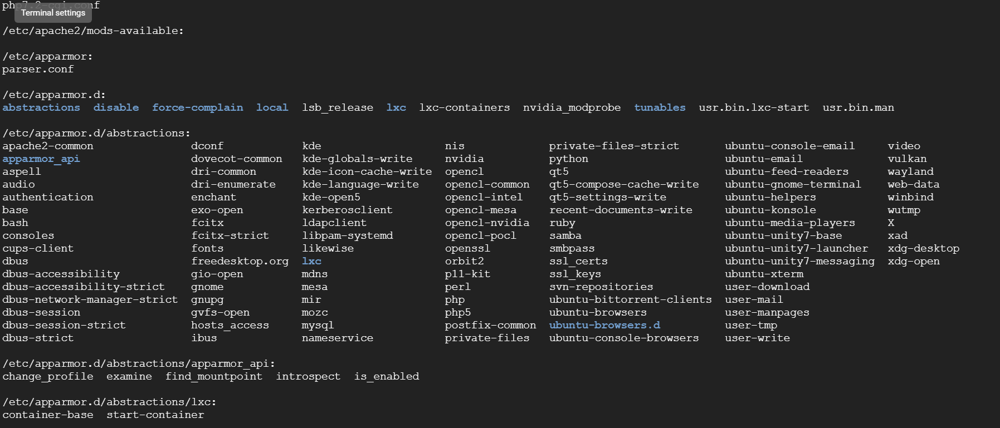 php7.2-cgi.conf
Terminal settings
/etc/apache2/mods-available:
/etc/apparmor:
parser.conf
/etc/apparmor.d:
abstractions  disable  force-complain  local  lsb_release  lxc  lxc-containers  nvidia_modprobe  tunables  usr.bin.lxc-start  usr.bin.man
/etc/apparmor.d/abstractions:
apache2-common  dconf  kde  nis  private-files-strict  ubuntu-console-email  video
apparmor_api  dovecot-common  kde-globals-write  nvidia  python  ubuntu-email  vulkan
aspell  dri-common  kde-icon-cache-write  opencl  qt5  ubuntu-feed-readers  wayland
audio  dri-enumerate  kde-language-write  opencl-common  qt5-compose-cache-write  ubuntu-gnome-terminal  web-data
authentication  enchant  kde-open5  opencl-intel  qt5-settings-write  ubuntu-helpers  winbind
base  exo-open  kerberosclient  opencl-mesa  recent-documents-write  ubuntu-konsole  wutmp
bash  fcitx  ldapclient  opencl-nvidia  ruby  ubuntu-media-players  X
consoles  fcitx-strict  libpam-systemd  opencl-pocl  samba  ubuntu-unity7-base  xad
cups-client  fonts  likewise  openssl  smbpass  ubuntu-unity7-launcher  xdg-desktop
dbus  freedesktop.org  lxc  orbit2  ssl_certs  ubuntu-unity7-messaging  xdg-open
dbus-accessibility  gio-open  mdns  p11-kit  ssl_keys  ubuntu-xterm
dbus-accessibility-strict  gnome  mesa  perl  svn-repositories  user-download
dbus-network-manager-strict  gnupg  mir  php  ubuntu-bittorrent-clients  user-mail
dbus-session  gvfs-open  mozc  php5  ubuntu-browsers  user-manpages
dbus-session-strict  hosts_access  mysql  postfix-common  ubuntu-browsers.d  user-tmp
dbus-strict  ibus  nameservice  private-files  ubuntu-console-browsers  user-write
/etc/apparmor.d/abstractions/apparmor_api:
change_profile  examine  find_mountpoint  introspect  is_enabled
/etc/apparmor.d/abstractions/lxc:
container-base  start-container